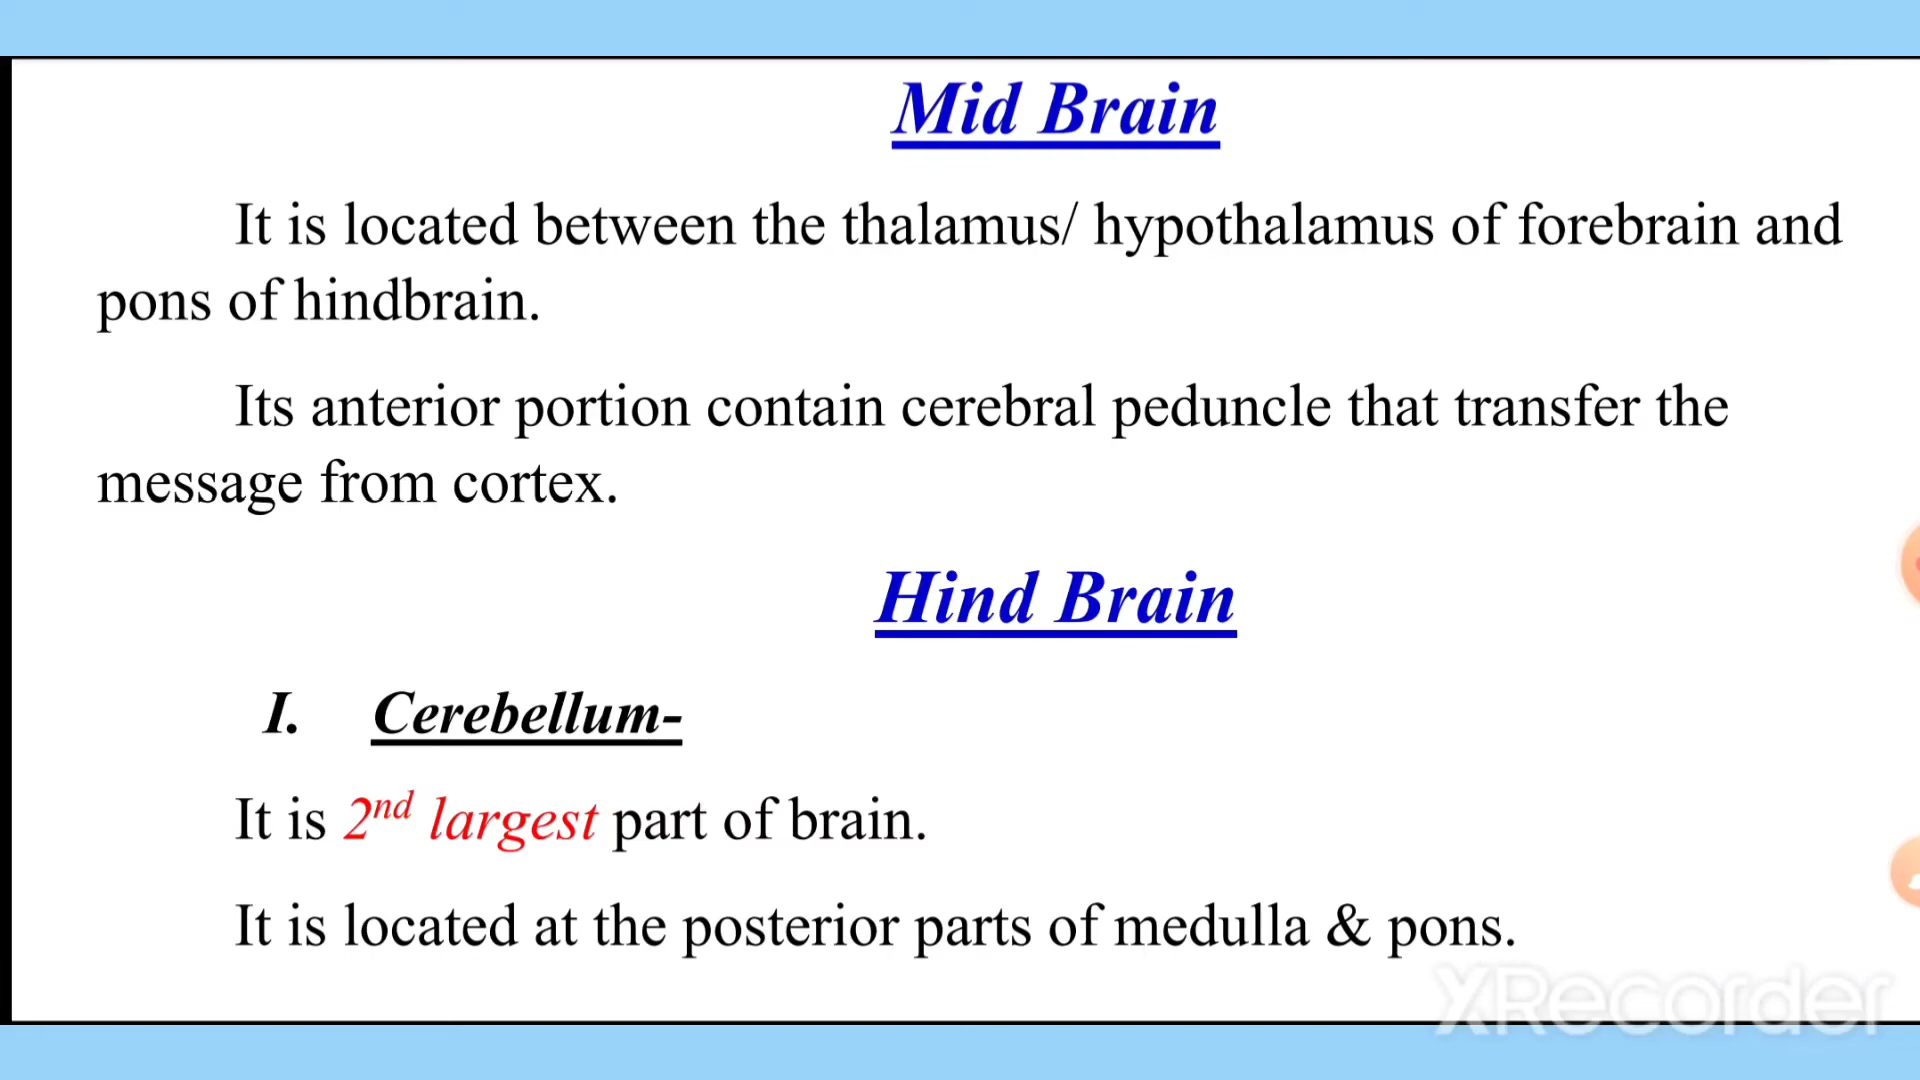 Mid Brain
It is located between the thalamus/ hypothalamus of forebrain and
pons of hindbrain.
Its anterior portion contain cerebral peduncle that transfer the
message from cortex.
Hind Brain
I. Cerebellum-
It is 2nd largest part of brain.
It is located at the posterior parts of medulla & pons.
XRecorder